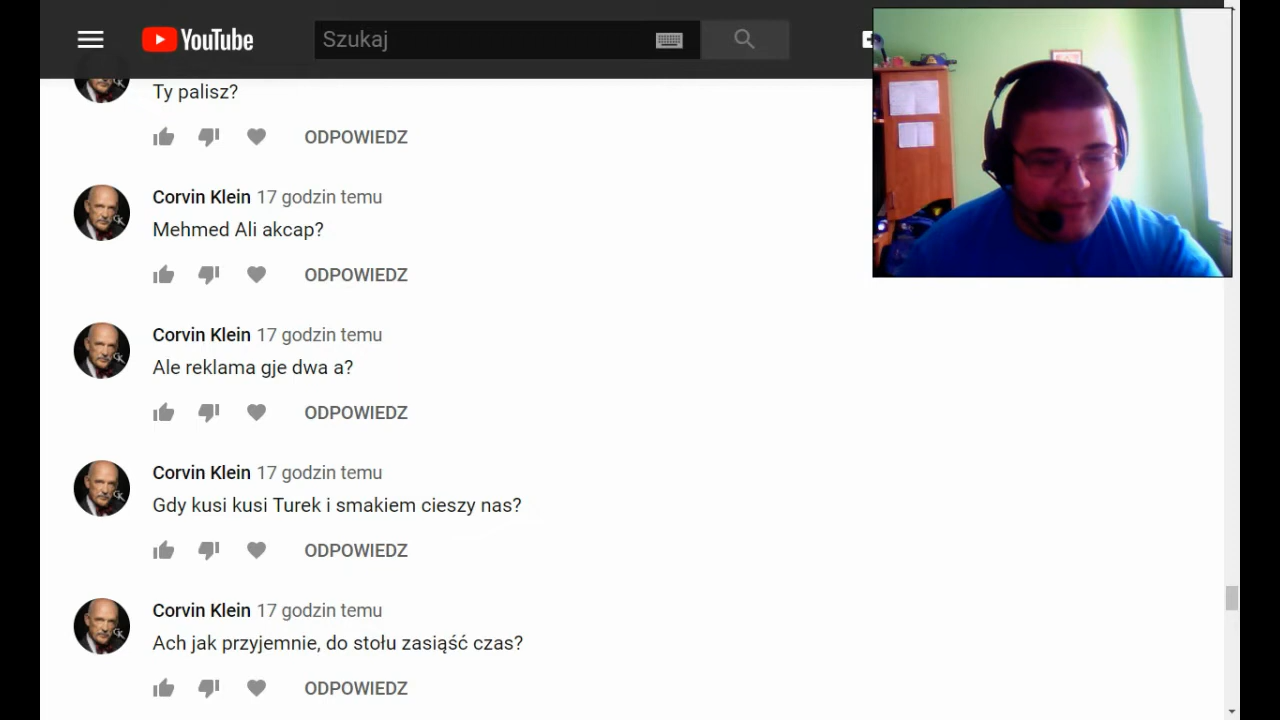 YouTube
Szukaj
Ty palisz?
ODPOWIEDZ
Corvin Klein 17 godzin temu
Mehmed Ali akcap?
ODPOWIEDZ
Corvin Klein 17 godzin temu
Ale reklama gje dwa a?
ODPOWIEDZ
Corvin Klein 17 godzin temu
Gdy kusi kusi Turek i smakiem cieszy nas?
ODPOWIEDZ
Corvin Klein 17 godzin temu
Ach jak przyjemnie, do stołu zasiąść czas?
ODPOWIEDZ